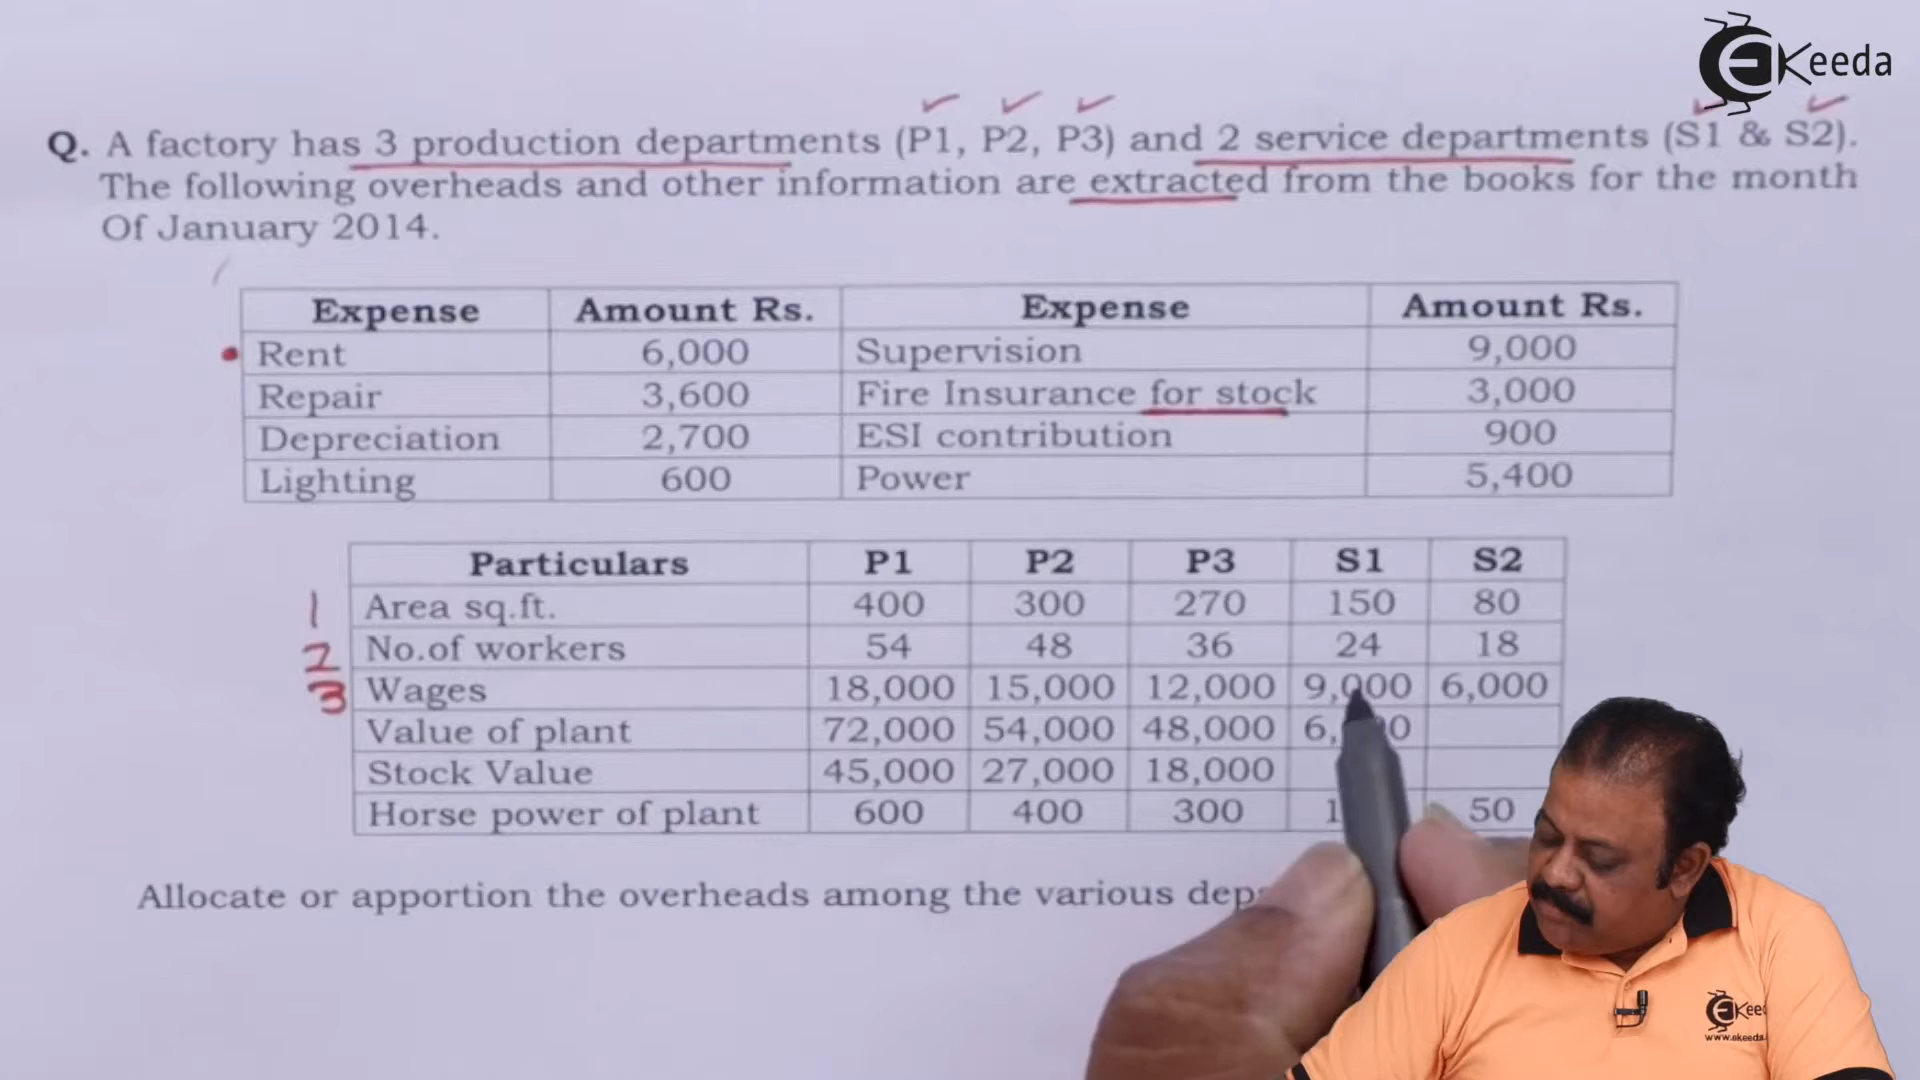 EKeeda
Q. A factory has 3 production departments (P1, P2, P3) and 2 service departments (S1 & S2).
The following overheads and other information are extracted from the books for the month
Of January 2014.
Expense Amount Rs. Expense Amount Rs.
Rent 6,000 Supervision 9,000
Repair 3,600 Fire Insurance for stock 3,000
Depreciation 2,700 ESI contribution 900
Lighting 600 Power 5,400
Particulars P1 P2 P3 S1 S2
1 Area sq.ft. 400 300 270 150 80
2 No.of workers 54 48 36 24 18
3 Wages 18,000 15,000 12,000 9,000 6,000
Value of plant 72,000 54,000 48,000
Stock Value 45,000 27,000 18,000
Horse power of plant 600 400 300 50
Allocate or apportion the overheads among the various
www.ekeeda.